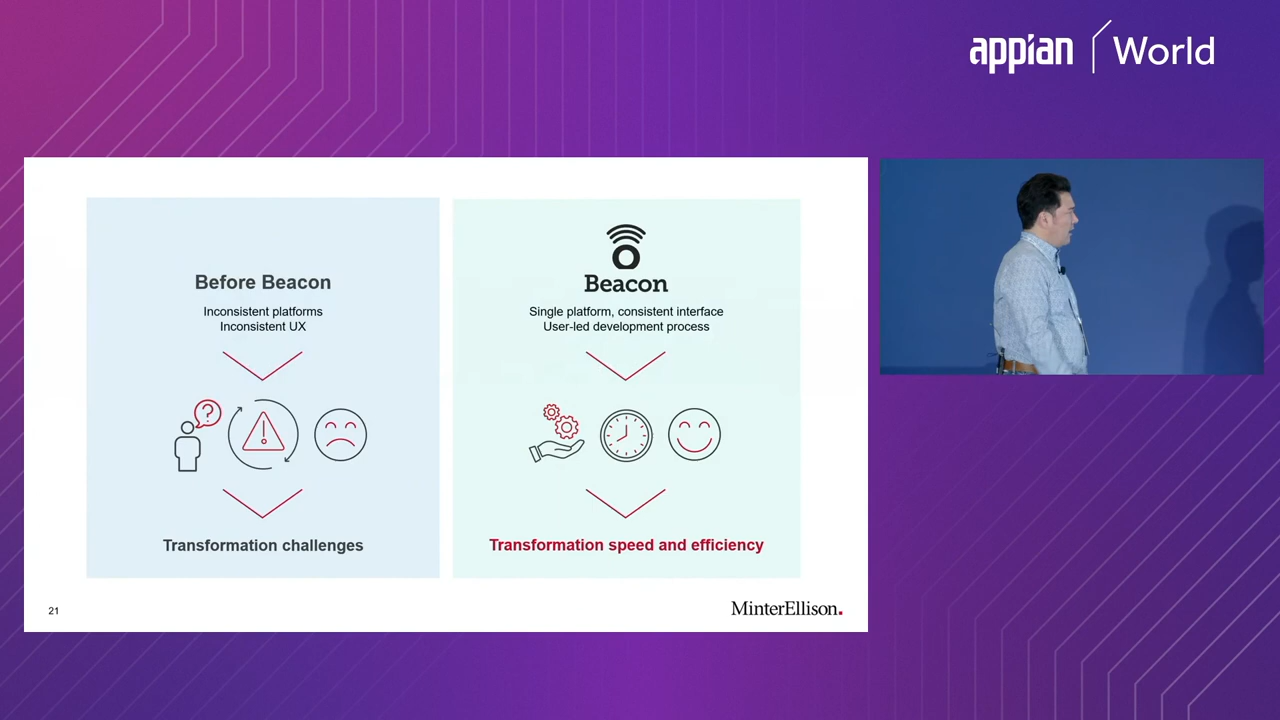 appian World
Before Beacon
Inconsistent platforms
Inconsistent UX
?
!
Transformation challenges
Beacon
Single platform, consistent interface
User-led development process
Transformation speed and efficiency
21
MinterEllison.